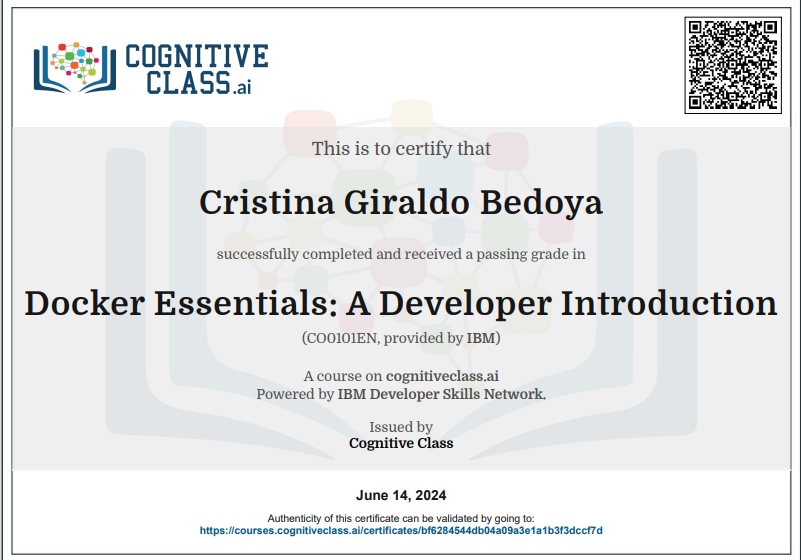 COGNITIVE
CLASS.ai
This is to certify that
Cristina Giraldo Bedoya
successfully completed and received a passing grade in
Docker Essentials: A Developer Introduction
(CO0101EN, provided by IBM)
A course on cognitiveclass.ai
Powered by IBM Developer Skills Network.
Issued by
Cognitive Class
June 14, 2024
Authenticity of this certificate can be validated by going to:
https://courses.cognitiveclass.ai/certificates/bf6284544db04a09a3e1a1b3f3dccf7d